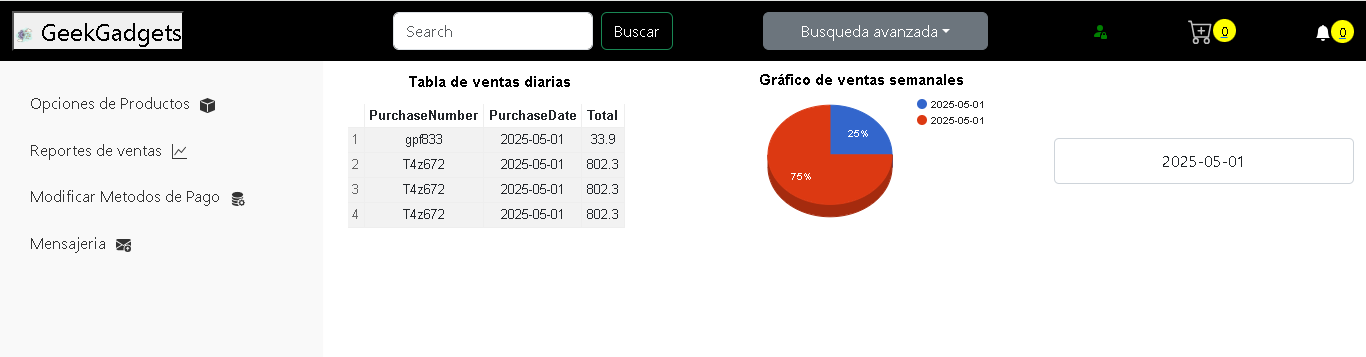 GeekGadgets
Search
Buscar
Busqueda avanzada
0
0
Opciones de Productos
Reportes de ventas
Modificar Metodos de Pago
Mensajeria
Tabla de ventas diarias
PurchaseNumber PurchaseDate Total
1 gpf833 2025-05-01 33.9
2 T4z672 2025-05-01 802.3
3 T4z672 2025-05-01 802.3
4 T4z672 2025-05-01 802.3
Gráfico de ventas semanales
25%
75%
2025-05-01
2025-05-01
2025-05-01